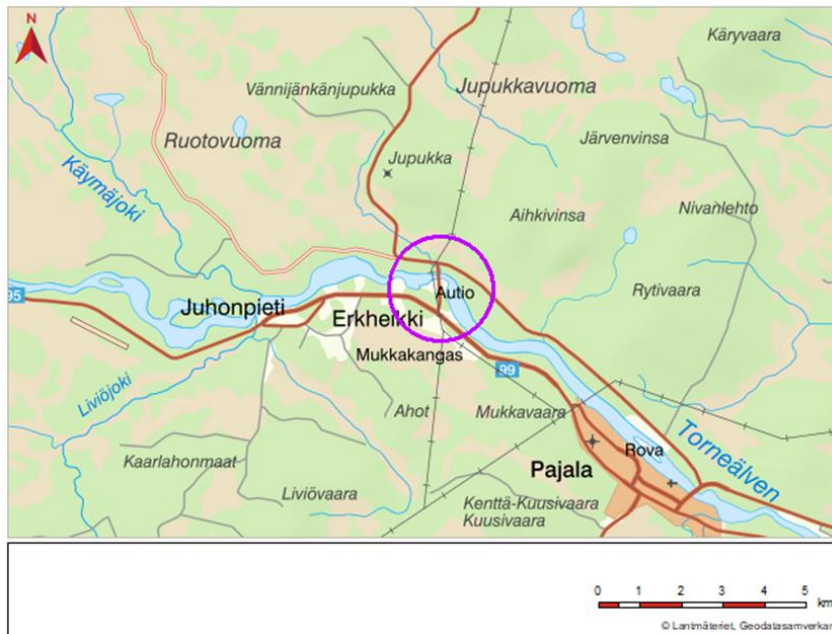 N
Käryvaara
Vännijänkänjupukka
Jupukkavuoma
Ruotovuoma
Järvenvinsa
Jupukka
Käymäjoki
Nivanlehto
Aihkivinsa
95
Autio
Rytivaara
Juhonpieti
Erkheikki
Mukkakangas
99
Liviöjoki
Ahot
Mukkavaara
Torneälven
Kaarlahonmaat
Rova
Pajala
Liviövaara
Kenttä-Kuusivaara
Kuusivaara
0 1 2 3 4 5
km
© Lantmäteriet, Geodatasamverkan